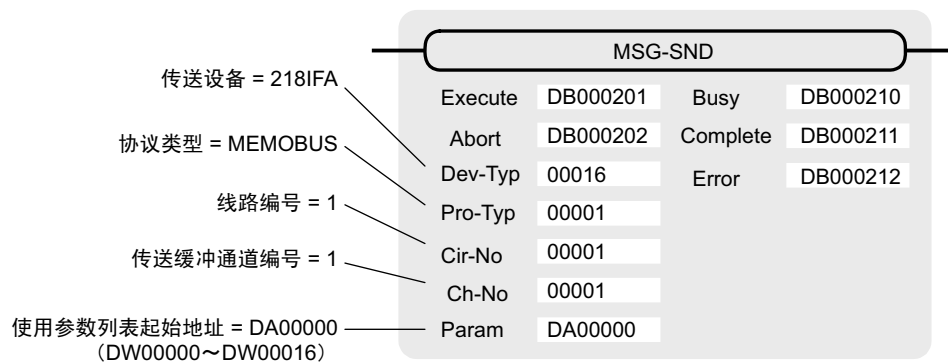 MSG-SND
传送设备 = 218IFA
Execute DB000201 Busy DB000210
协议类型 = MEMOBUS
Abort DB000202 Complete DB000211
Dev-Typ 00016 Error DB000212
线路编号 = 1
Pro-Typ 00001
传送缓冲通道编号 = 1
Cir-No 00001
Ch-No 00001
使用参数列表起始地址 = DA00000
Param DA00000
（DW00000～DW00016）